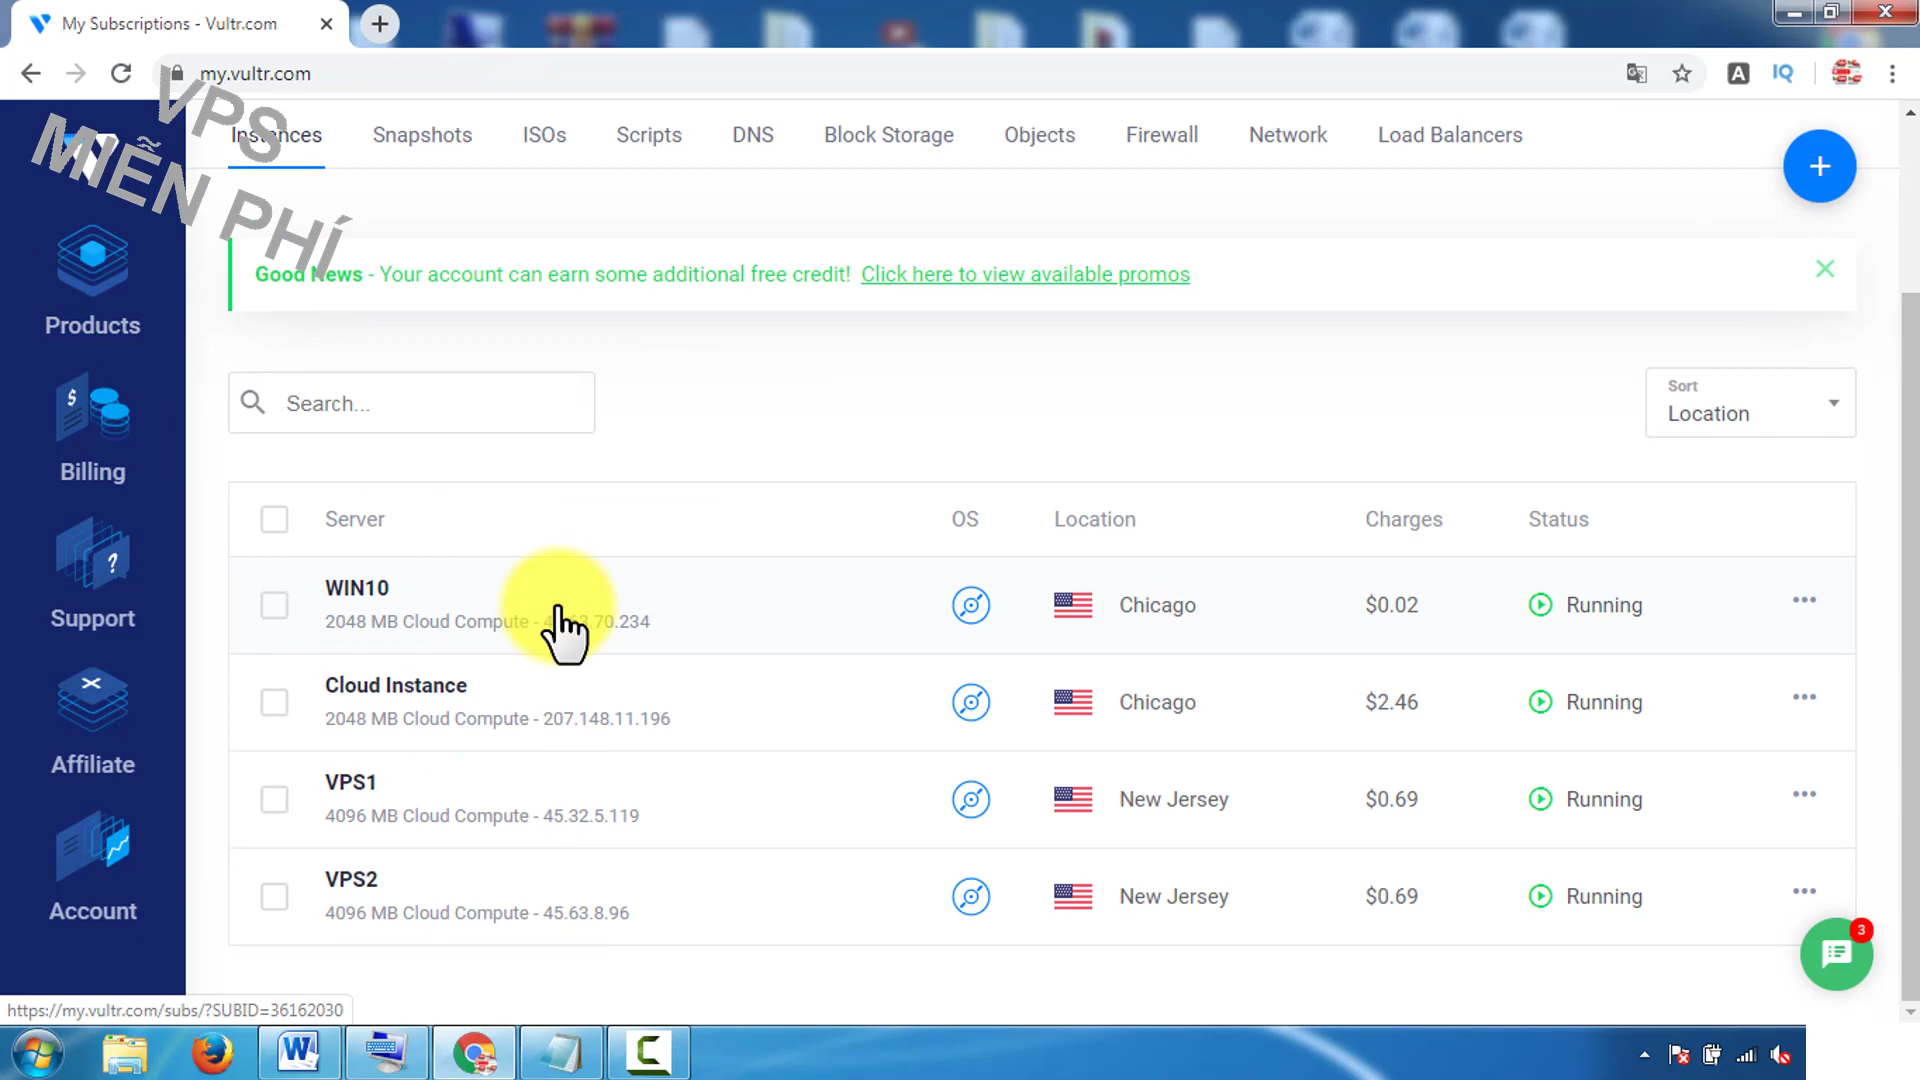 My Subscriptions - Vultr.com
my.vultr.com
VPS
MIỄN PHÍ
Instances Snapshots ISOs Scripts DNS Block Storage Objects Firewall Network Load Balancers
Good News - Your account can earn some additional free credit! Click here to view available promos
Products
Billing
Support
Affiliate
Account
Search...
Sort
Location
Server OS Location Charges Status
WIN10
2048 MB Cloud Compute - .70.234
Chicago $0.02 Running
Cloud Instance
2048 MB Cloud Compute - 207.148.11.196
Chicago $2.46 Running
VPS1
4096 MB Cloud Compute - 45.32.5.119
New Jersey $0.69 Running
VPS2
4096 MB Cloud Compute - 45.63.8.96
New Jersey $0.69 Running
3
https://my.vultr.com/subs/?SUBID=36162030